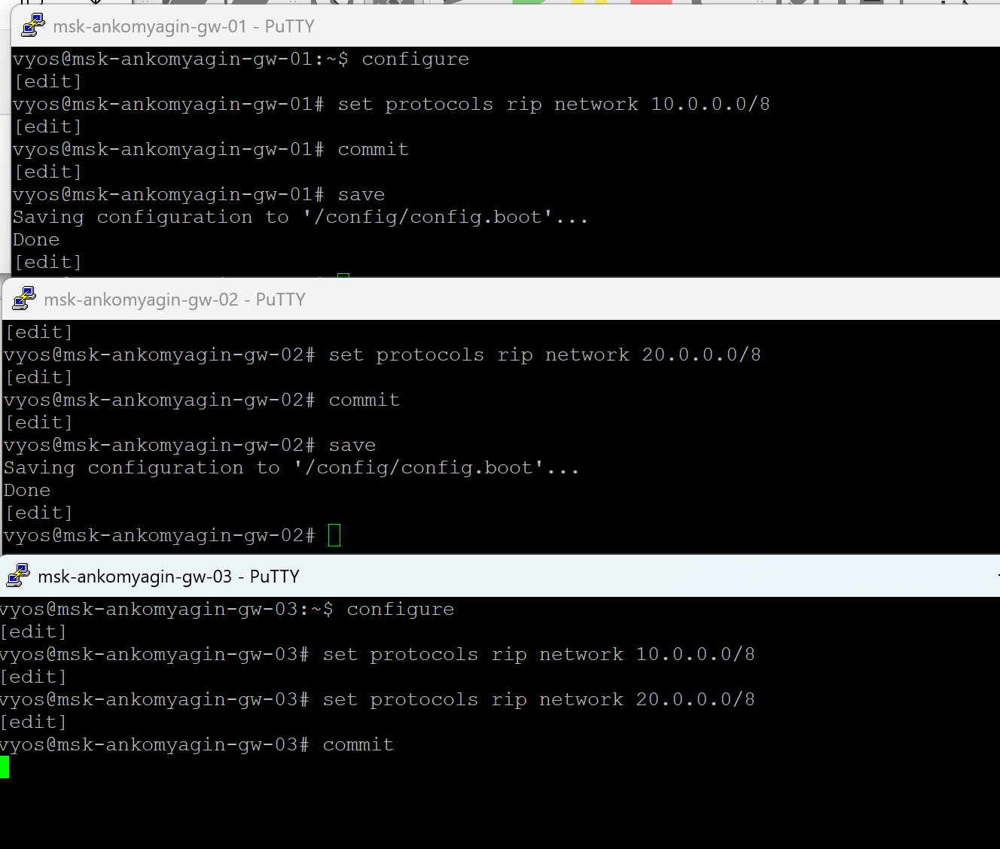 msk-ankomyagin-gw-01 - PuTTY
vyos@msk-ankomyagin-gw-01:~$ configure
[edit]
vyos@msk-ankomyagin-gw-01# set protocols rip network 10.0.0.0/8
[edit]
vyos@msk-ankomyagin-gw-01# commit
[edit]
vyos@msk-ankomyagin-gw-01# save
Saving configuration to '/config/config.boot'...
Done
[edit]
msk-ankomyagin-gw-02 - PuTTY
[edit]
vyos@msk-ankomyagin-gw-02# set protocols rip network 20.0.0.0/8
[edit]
vyos@msk-ankomyagin-gw-02# commit
[edit]
vyos@msk-ankomyagin-gw-02# save
Saving configuration to '/config/config.boot'...
Done
[edit]
vyos@msk-ankomyagin-gw-02#
msk-ankomyagin-gw-03 - PuTTY
vyos@msk-ankomyagin-gw-03:~$ configure
[edit]
vyos@msk-ankomyagin-gw-03# set protocols rip network 10.0.0.0/8
[edit]
vyos@msk-ankomyagin-gw-03# set protocols rip network 20.0.0.0/8
[edit]
vyos@msk-ankomyagin-gw-03# commit